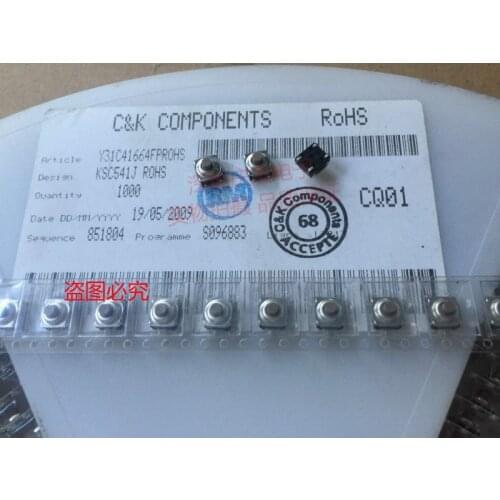 C&K COMPONENTS RoHS
Article Y31C41664FPROHS
Design KSC541J ROHS
Quantity 1000
Date DD/MM/YYYY 19/05/2009
Sequence 851804 Programme S096883
CQ01
C&K Components
68
ACCEPTE
盗图必究